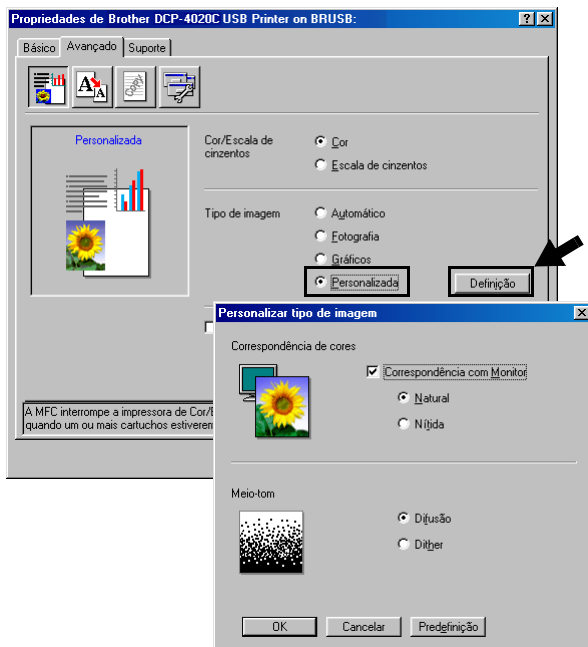 Propriedades de Brother DCP-4020C USB Printer on BRUSB:
Básico Avançado Suporte
Personalizada
Cor/Escala de
cinzentos
Cor
Escala de cinzentos
Tipo de imagem
Automático
Fotografia
Gráficos
Personalizada
Definição
A MFC interrompe a impressora de Cor/
quando um ou mais cartuchos estiverem
Personalizar tipo de imagem
Correspondência de cores
Correspondência com Monitor
Natural
Nítida
Meio-tom
Difusão
Dither
OK Cancelar Predefinição